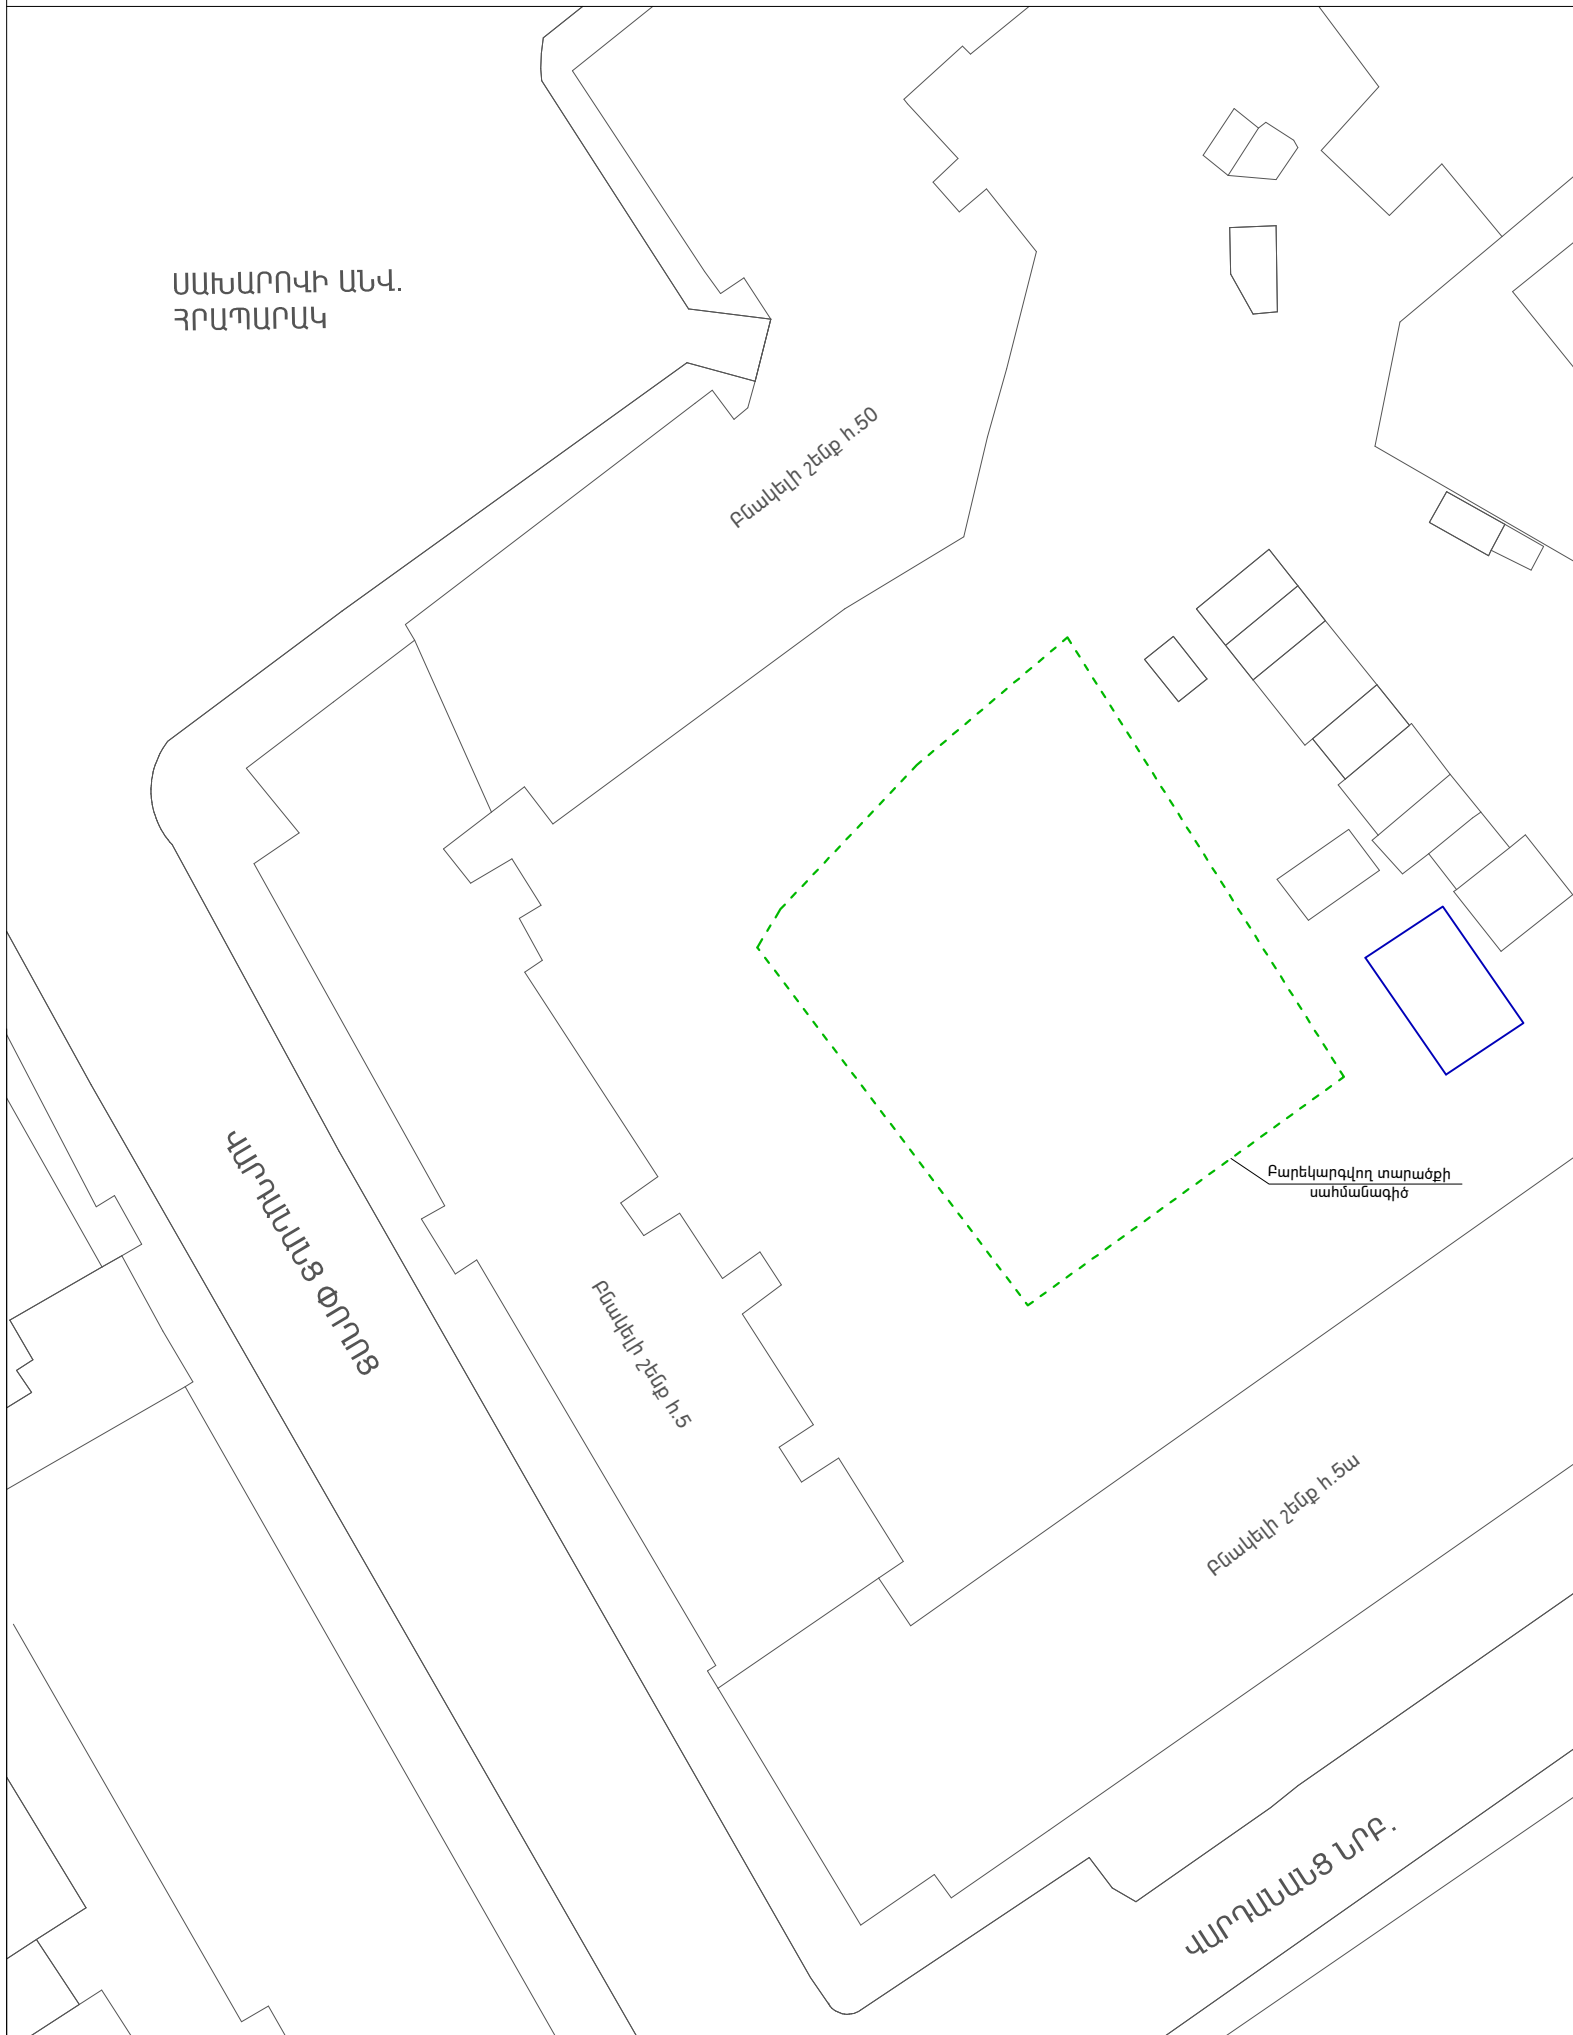 ՍԱԽԱՐՈՎԻ ԱՆՎ.
ՀՐԱՊԱՐԱԿ
Բնակելի շենք հ.50
ՎԱՐԴԱՆԱՆՑ ՓՈՂՈՑ
Բարեկարգվող տարածքի
սահմանագիծ
Բնակելի շենք հ.5
Բնակելի շենք հ.5ա
ՎԱՐԴԱՆԱՆՑ ՆՐԲ.